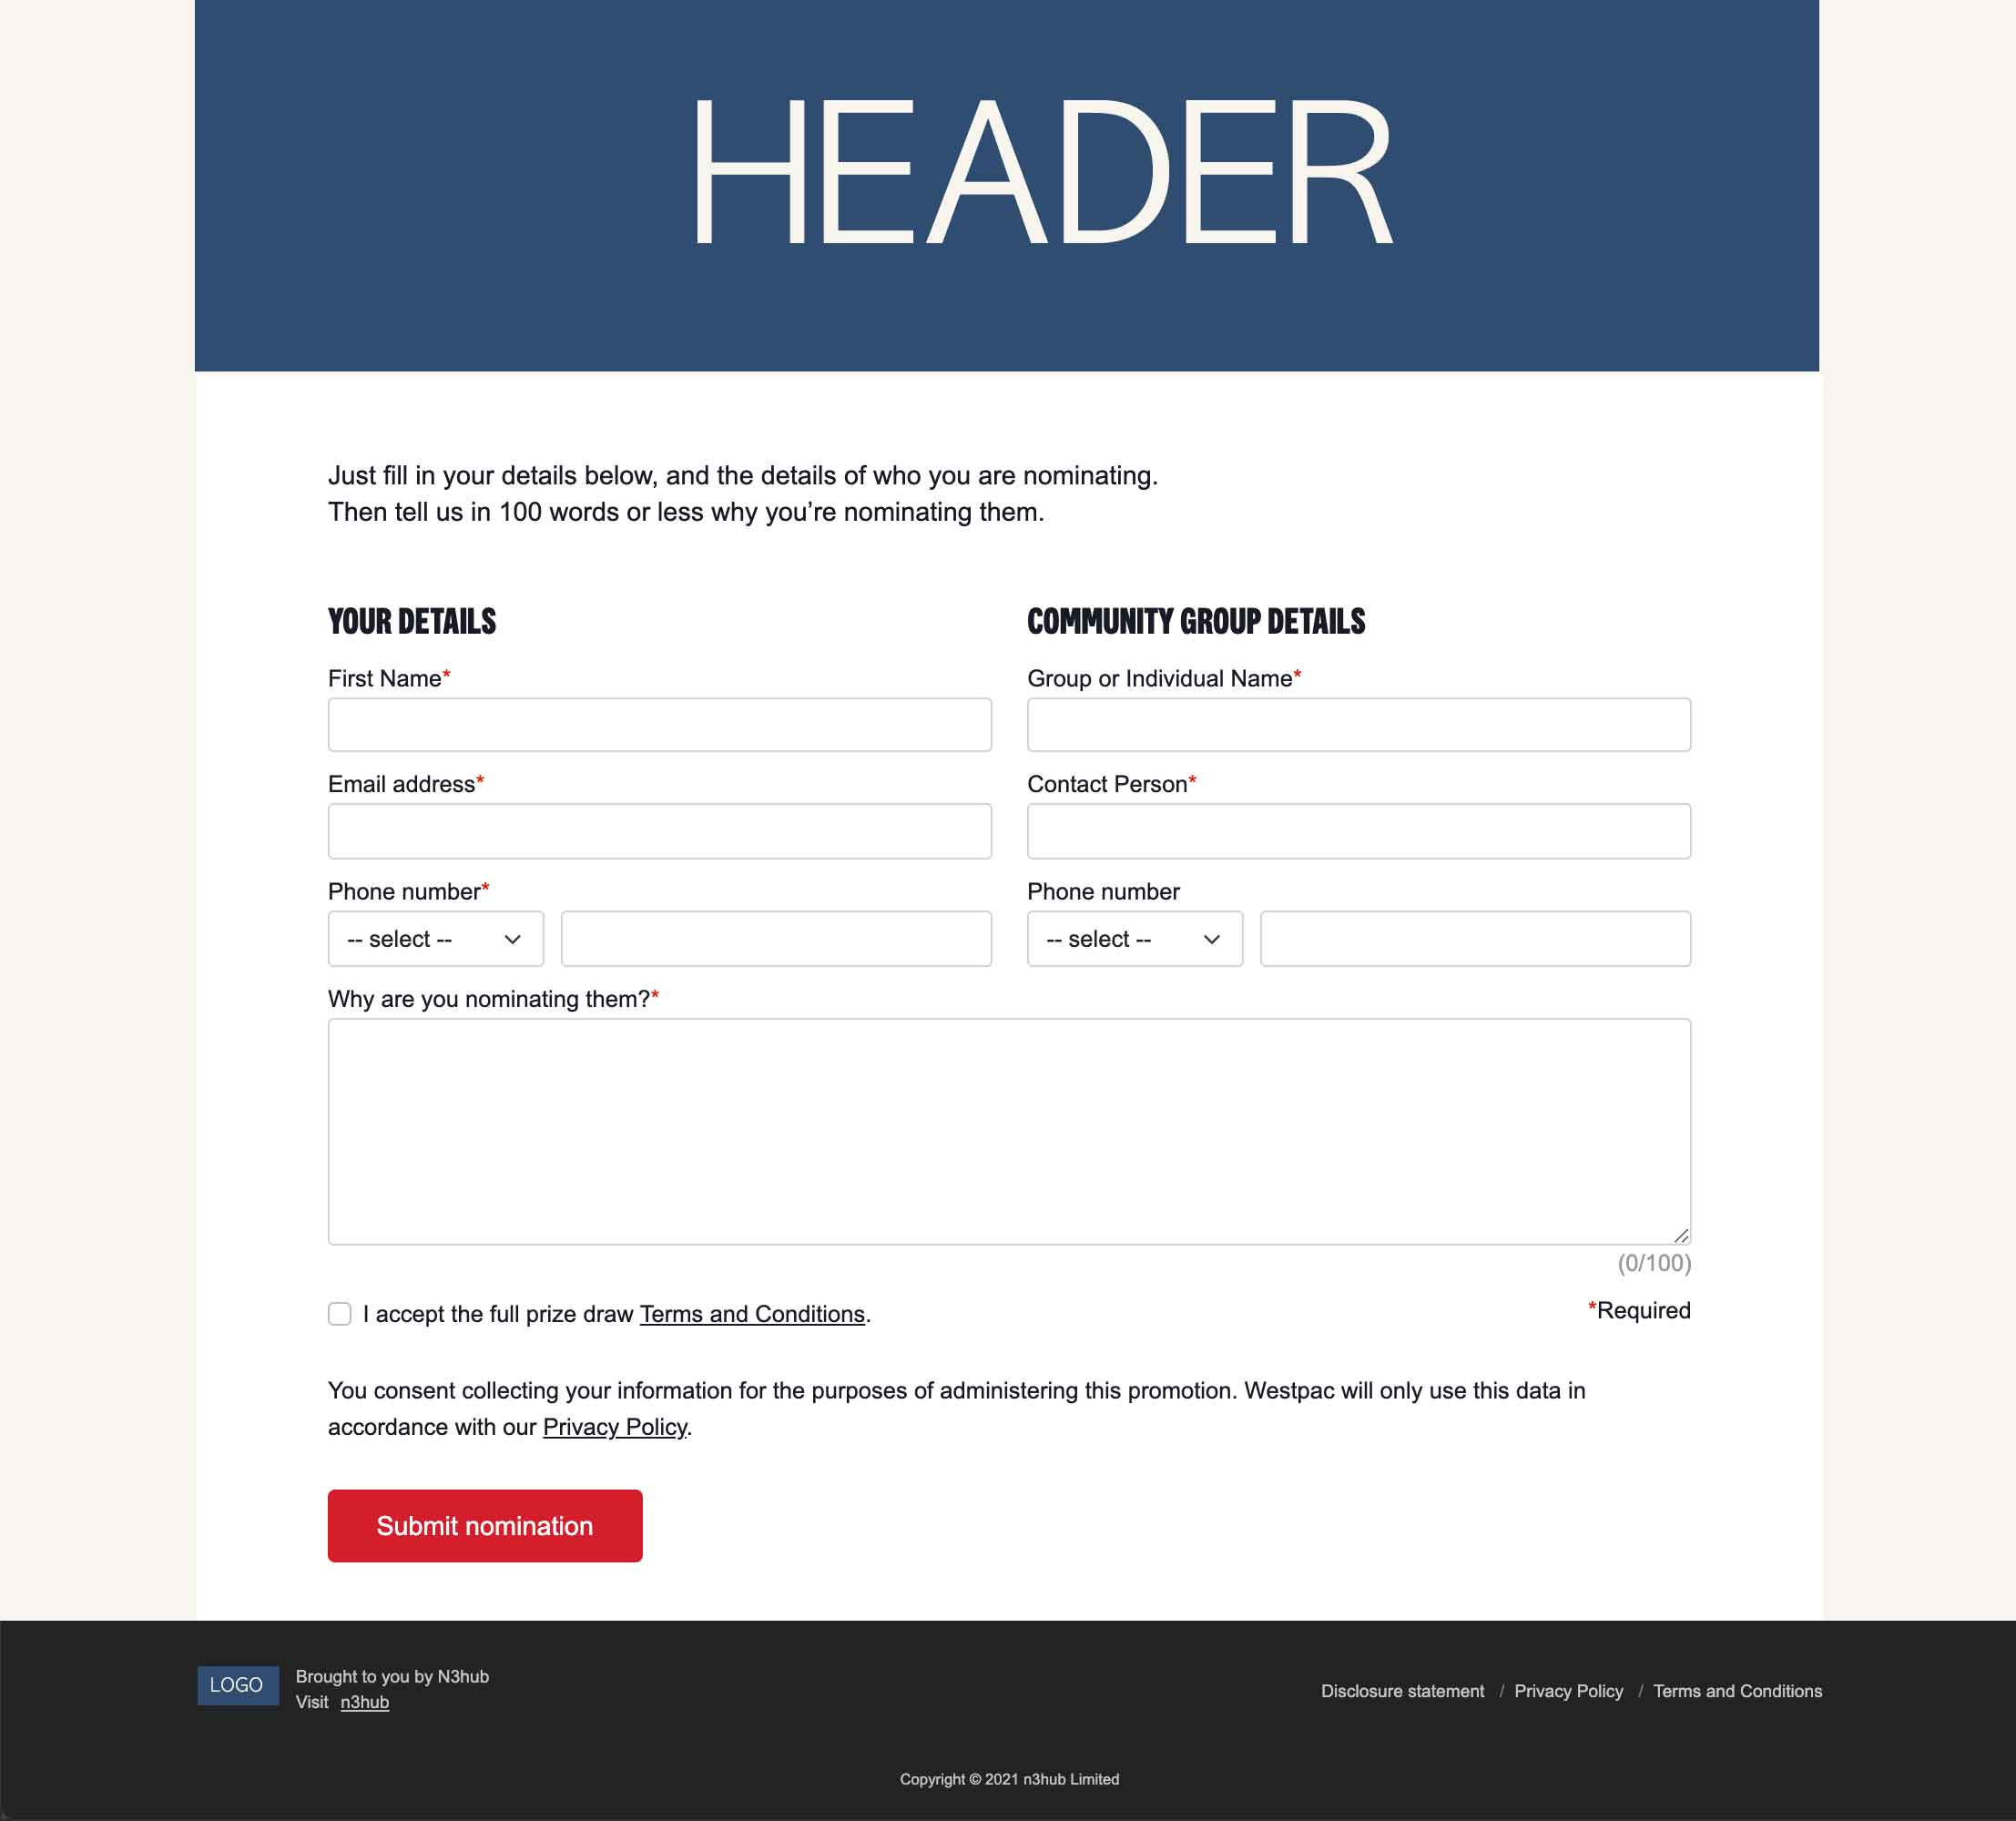 HEADER
Just fill in your details below, and the details of who you are nominating.
Then tell us in 100 words or less why you’re nominating them.
YOUR DETAILS
First Name*
Email address*
Phone number*
-- select --
COMMUNITY GROUP DETAILS
Group or Individual Name*
Contact Person*
Phone number
-- select --
Why are you nominating them?*
(0/100)
I accept the full prize draw Terms and Conditions.
*Required
You consent collecting your information for the purposes of administering this promotion. Westpac will only use this data in
accordance with our Privacy Policy.
Submit nomination
LOGO
Brought to you by N3hub
Visit n3hub
Disclosure statement / Privacy Policy / Terms and Conditions
Copyright © 2021 n3hub Limited